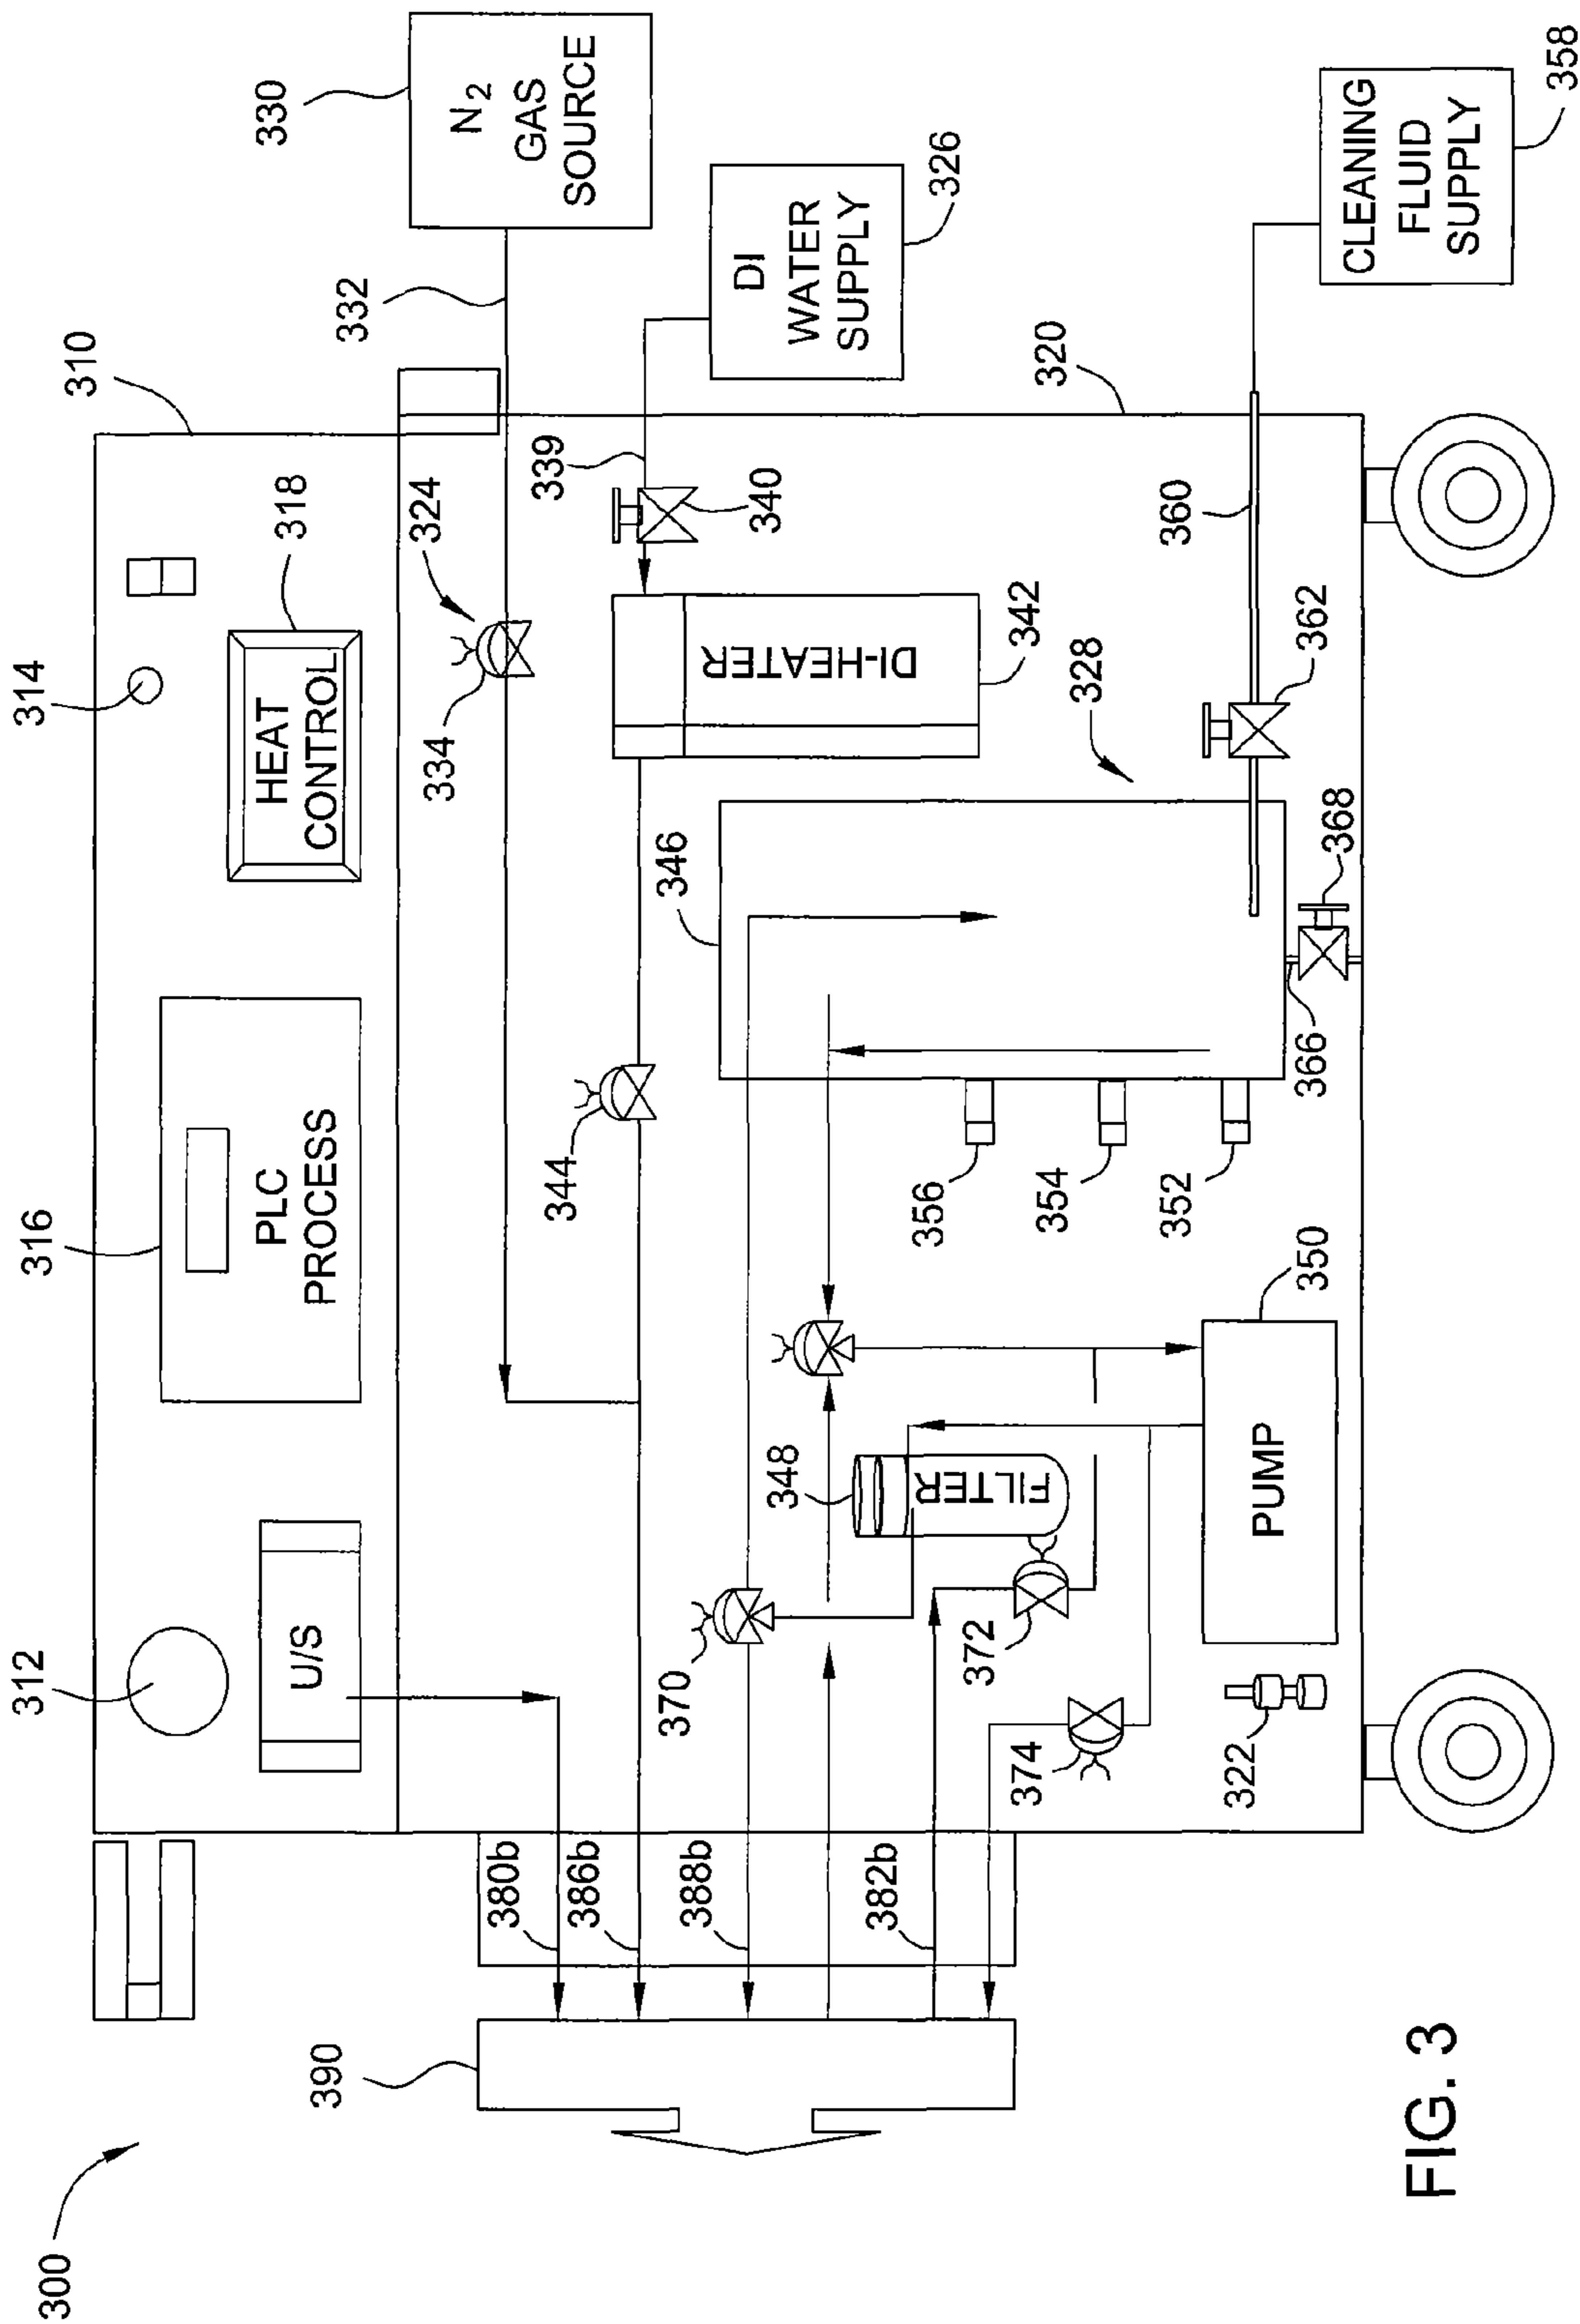 300
312
316
314
310
330
U/S
PLC
PROCESS
HEAT
CONTROL
318
N2
GAS
SOURCE
332
390
324
334
380b
344
339
386b
340
DI
WATER
SUPPLY
326
388b
370
346
DI-HEATER
348
FILTER
382b
372
356
328
342
320
374
354
352
360
322
PUMP
350
366
362
368
CLEANING
FLUID
SUPPLY
358
FIG. 3